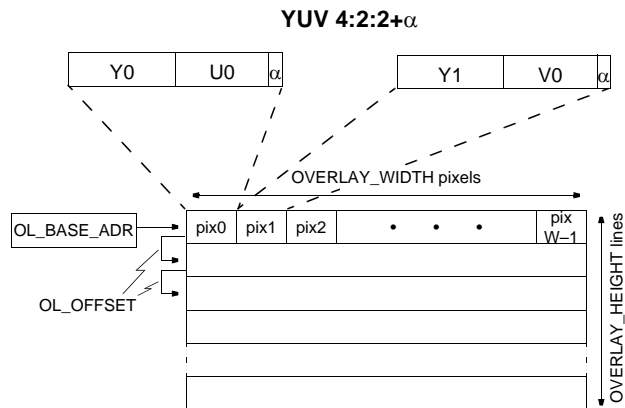 YUV 4:2:2+α
Y0 U0 α Y1 V0 α
OVERLAY_WIDTH pixels
OL_BASE_ADR pix0 pix1 pix2 • • • pix W–1
OL_OFFSET
OVERLAY_HEIGHT lines